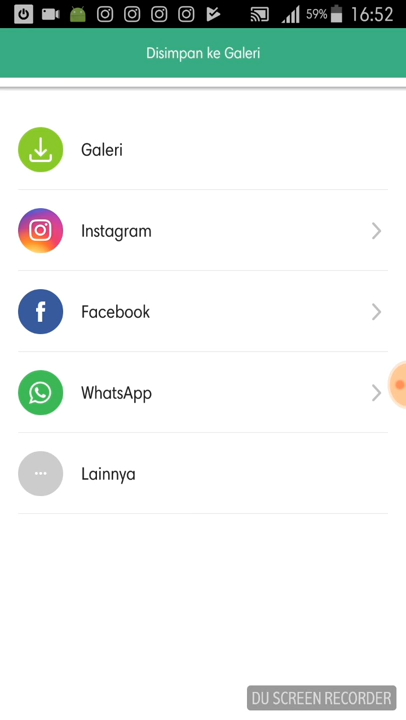 59% 16:52
Disimpan ke Galeri
Galeri
Instagram
Facebook
WhatsApp
Lainnya
DU SCREEN RECORDER